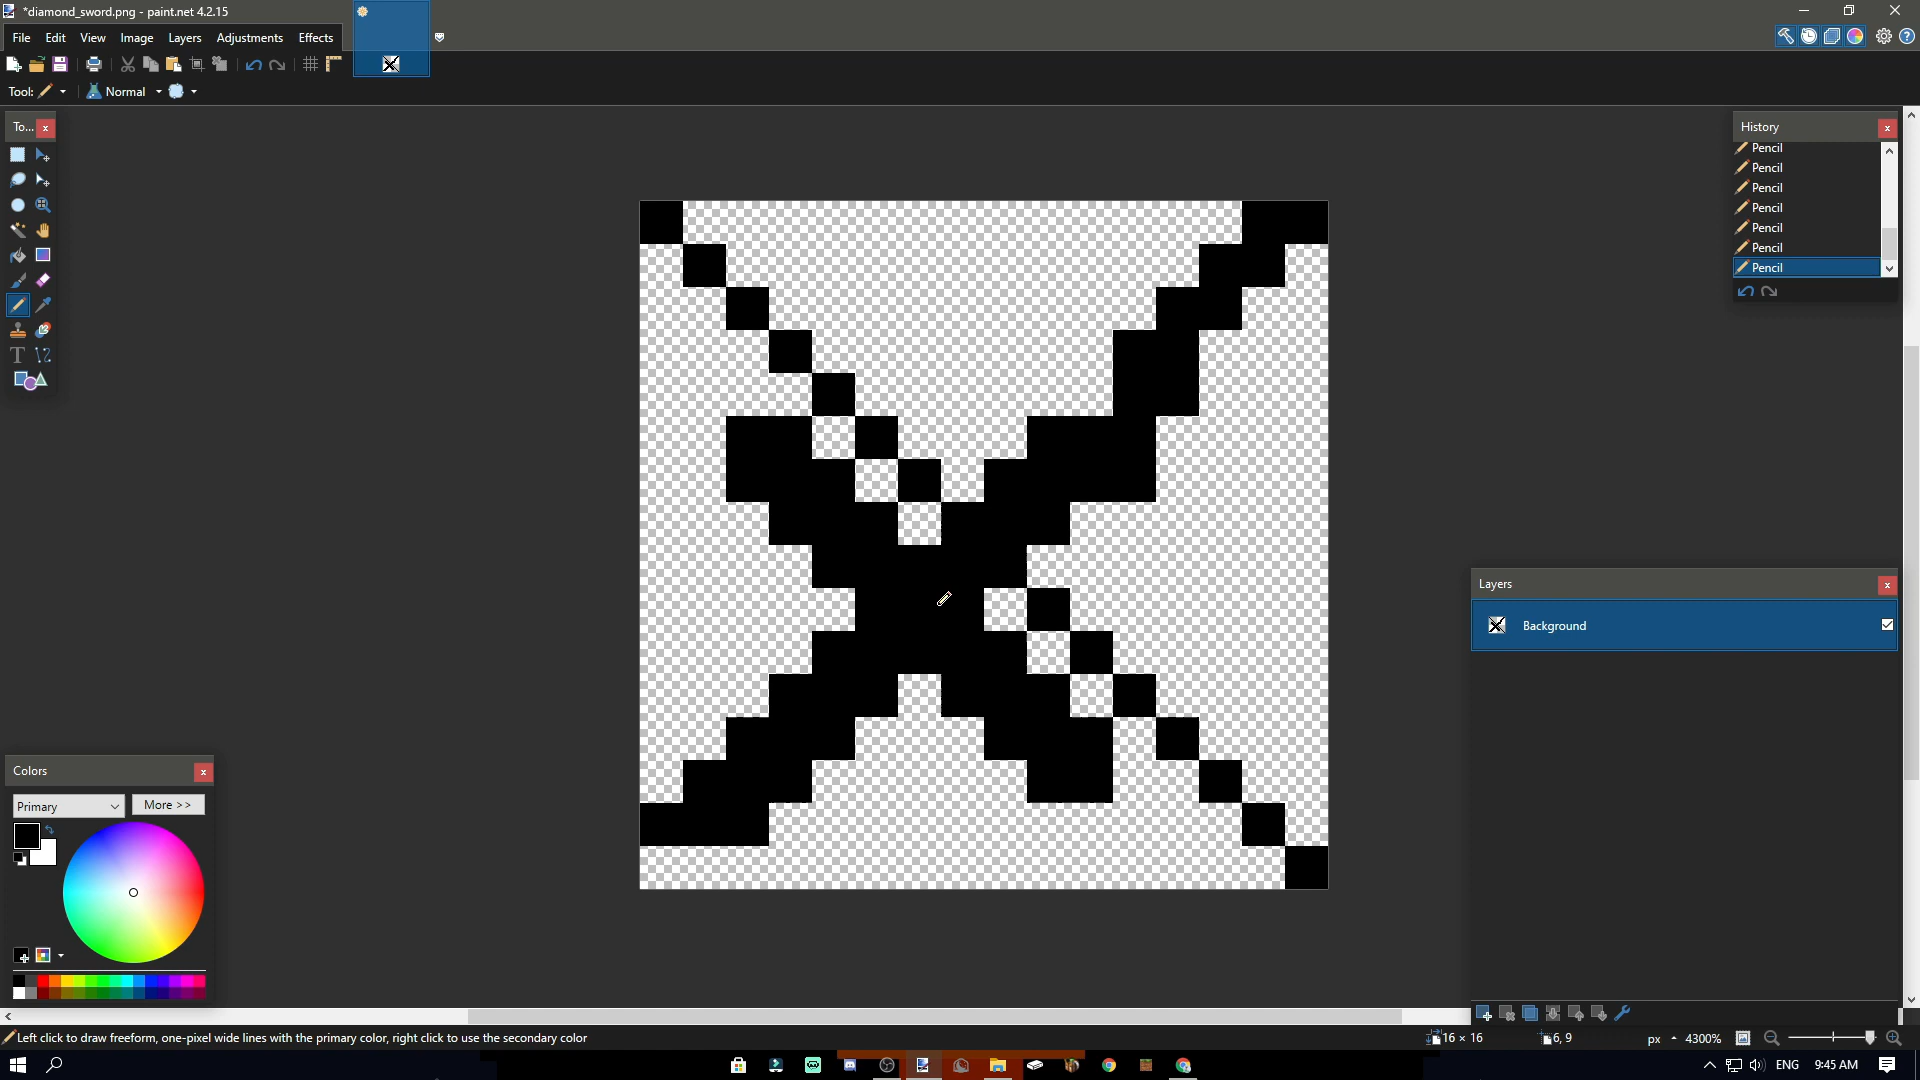 *diamond_sword.png - paint.net 4.2.15
File Edit View Image Layers Adjustments Effects
Tool: Normal
To...
History
Pencil
Pencil
Pencil
Pencil
Pencil
Pencil
Pencil
Layers
Background
Colors
Primary More >>
Left click to draw freeform, one-pixel wide lines with the primary color, right click to use the secondary color
16 × 16 6, 9 px 4300%
ENG 9:45 AM